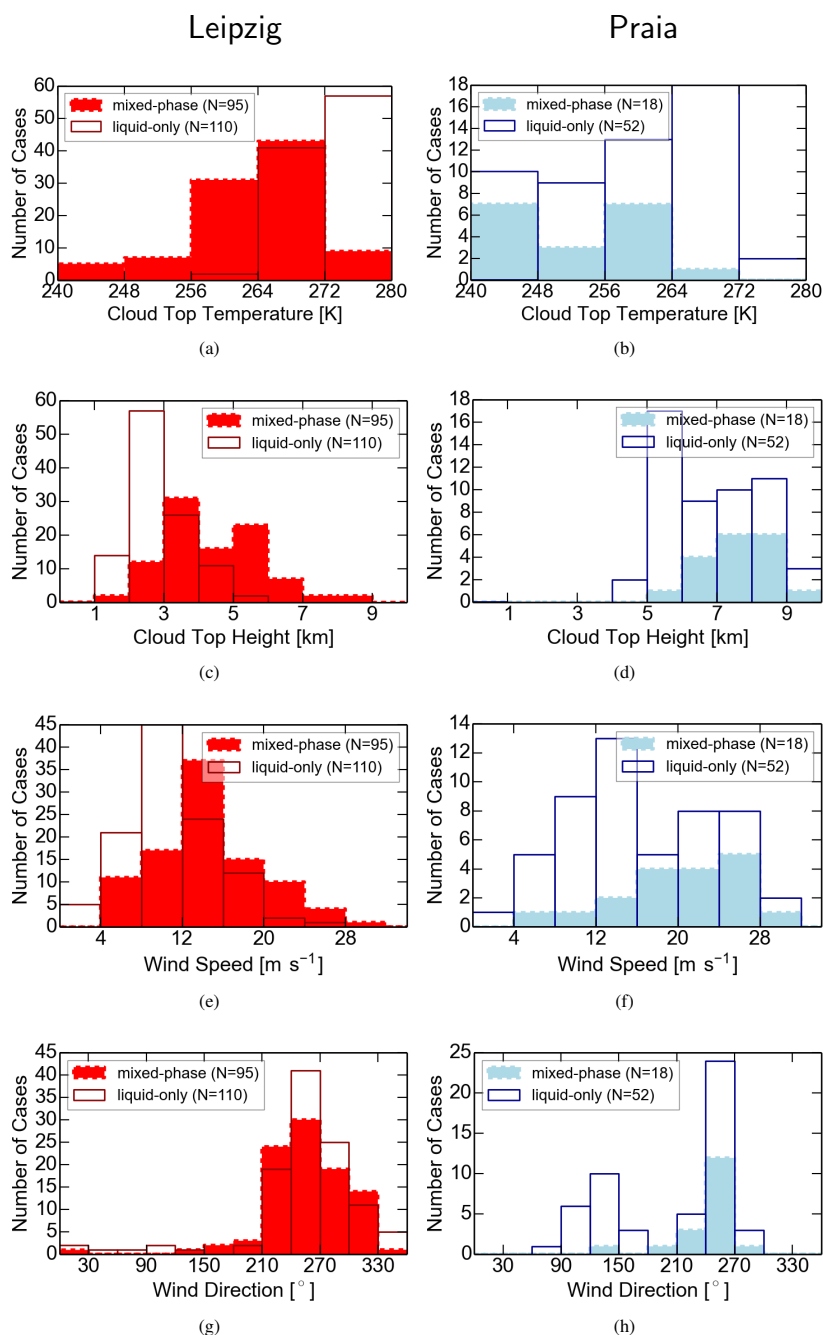 Leipzig
Praia
60
50
40
30
20
10
0
Number of Cases
mixed-phase (N=95)
liquid-only (N=110)
240 248 256 264 272 280
Cloud Top Temperature [K]
(a)
18
16
14
12
10
8
6
4
2
0
Number of Cases
mixed-phase (N=18)
liquid-only (N=52)
240 248 256 264 272 280
Cloud Top Temperature [K]
(b)
60
50
40
30
20
10
0
Number of Cases
mixed-phase (N=95)
liquid-only (N=110)
1 3 5 7 9
Cloud Top Height [km]
(c)
18
16
14
12
10
8
6
4
2
0
Number of Cases
mixed-phase (N=18)
liquid-only (N=52)
1 3 5 7 9
Cloud Top Height [km]
(d)
45
40
35
30
25
20
15
10
5
0
Number of Cases
mixed-phase (N=95)
liquid-only (N=110)
4 12 20 28
Wind Speed [m s⁻¹]
(e)
14
12
10
8
6
4
2
0
Number of Cases
mixed-phase (N=18)
liquid-only (N=52)
4 12 20 28
Wind Speed [m s⁻¹]
(f)
45
40
35
30
25
20
15
10
5
0
Number of Cases
mixed-phase (N=95)
liquid-only (N=110)
30 90 150 210 270 330
Wind Direction [°]
(g)
25
20
15
10
5
0
Number of Cases
mixed-phase (N=18)
liquid-only (N=52)
30 90 150 210 270 330
Wind Direction [°]
(h)